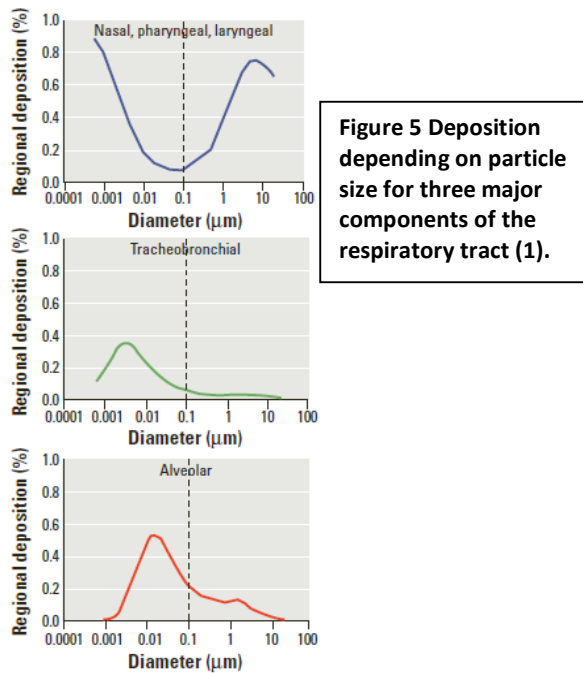 Regional deposition (%)
1.0
0.8
0.6
0.4
0.2
0.0
Nasal, pharyngeal, laryngeal
0.0001 0.001 0.01 0.1 1 10 100
Diameter (μm)
Figure 5 Deposition
depending on particle
size for three major
components of the
respiratory tract (1).
Regional deposition (%)
1.0
0.8
0.6
0.4
0.2
0.0
Tracheobronchial
0.0001 0.001 0.01 0.1 1 10 100
Diameter (μm)
Regional deposition (%)
1.0
0.8
0.6
0.4
0.2
0.0
Alveolar
0.0001 0.001 0.01 0.1 1 10 100
Diameter (μm)